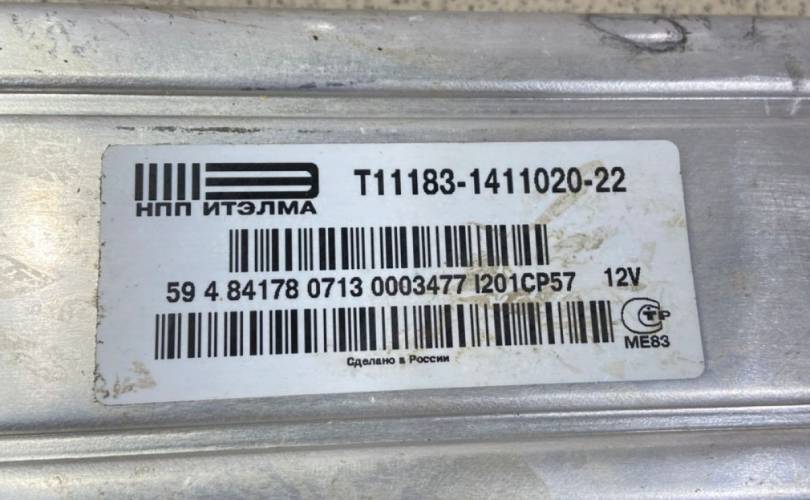 НПП ИТЭЛМА
T11183-1411020-22
59 4.84178 0713 0003477 I201CP57 12V
ME83
Сделано в России